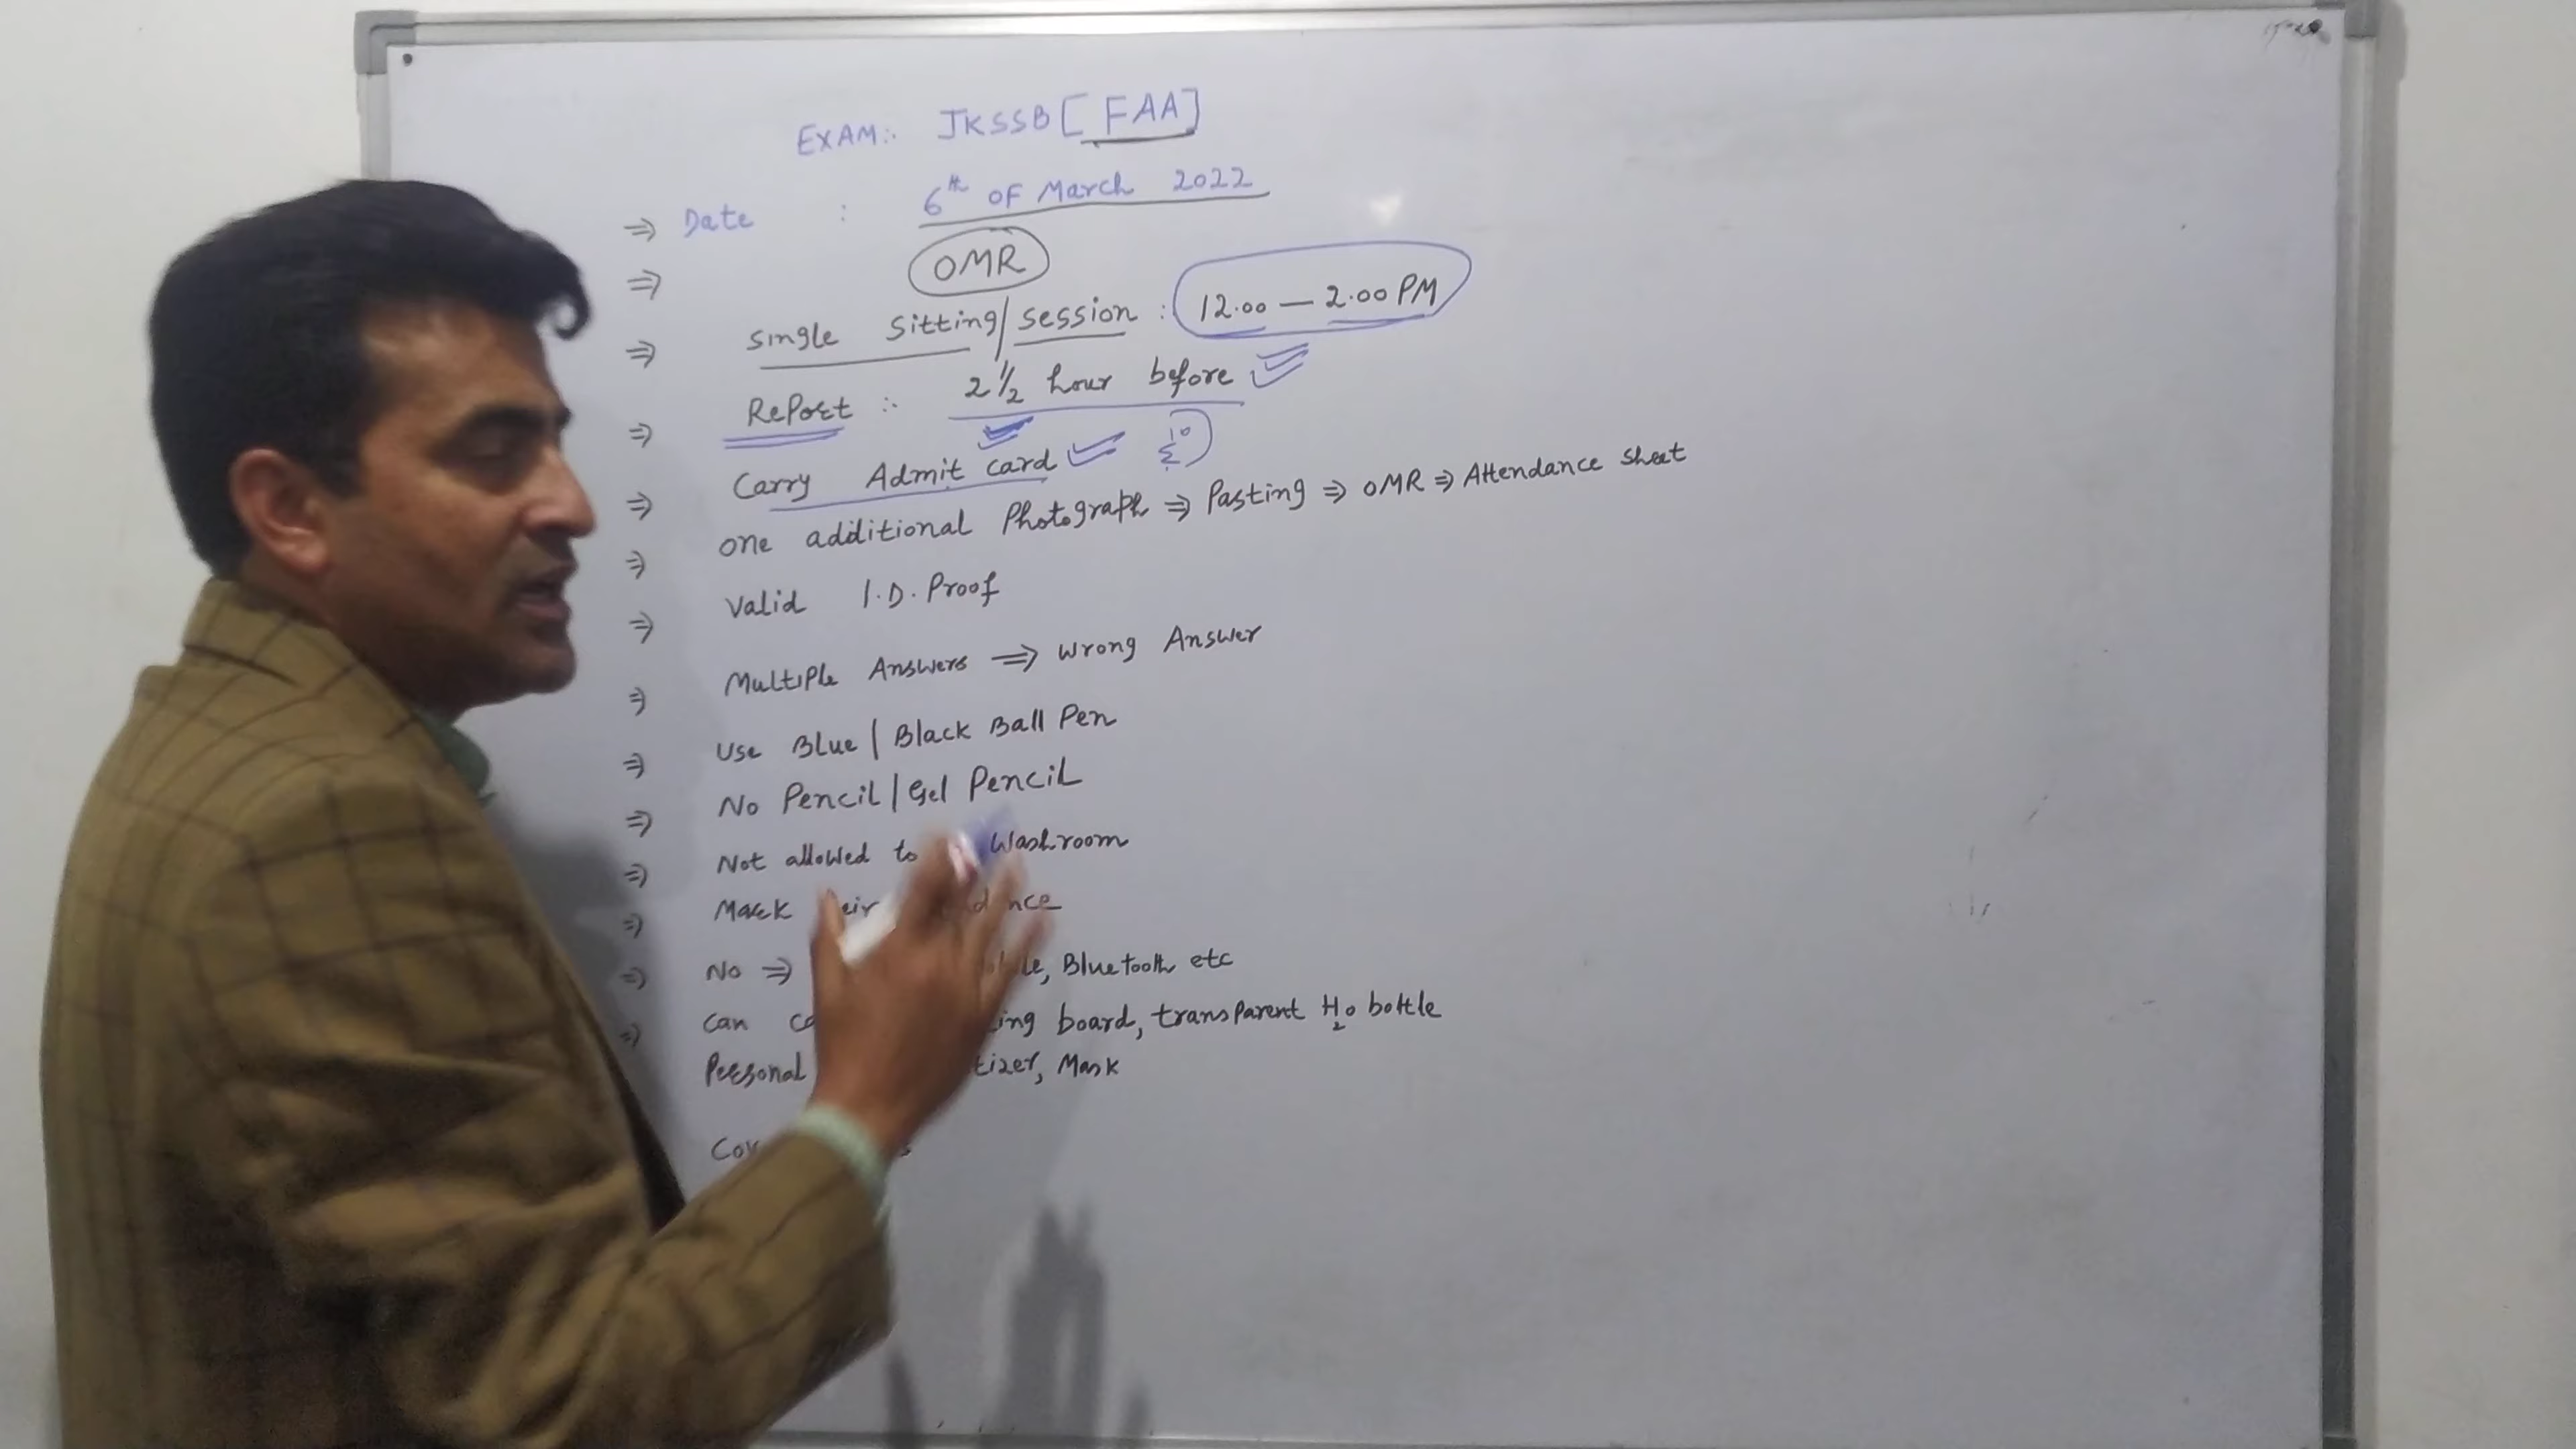 EXAM:. JKSSB [FAA]
⇒ Date : 6th OF March 2022
⇒ OMR
⇒ Single Sitting/session : 12.00 — 2.00 PM
⇒ Report :. 2 1/2 hour before
⇒ Carry Admit card
⇒ one additional Photograph ⇒ Pasting ⇒ OMR ⇒ Attendance sheet
⇒ Valid I.D. Proof
⇒ Multiple Answers ⇒ Wrong Answer
⇒ Use Blue | Black Ball Pen
⇒ No Pencil | Gel Pencil
⇒ Not allowed to Washroom
⇒ Mark
⇒ No ⇒ Bluetooth etc
⇒ Can board, transparent H2O bottle
Personal Mask